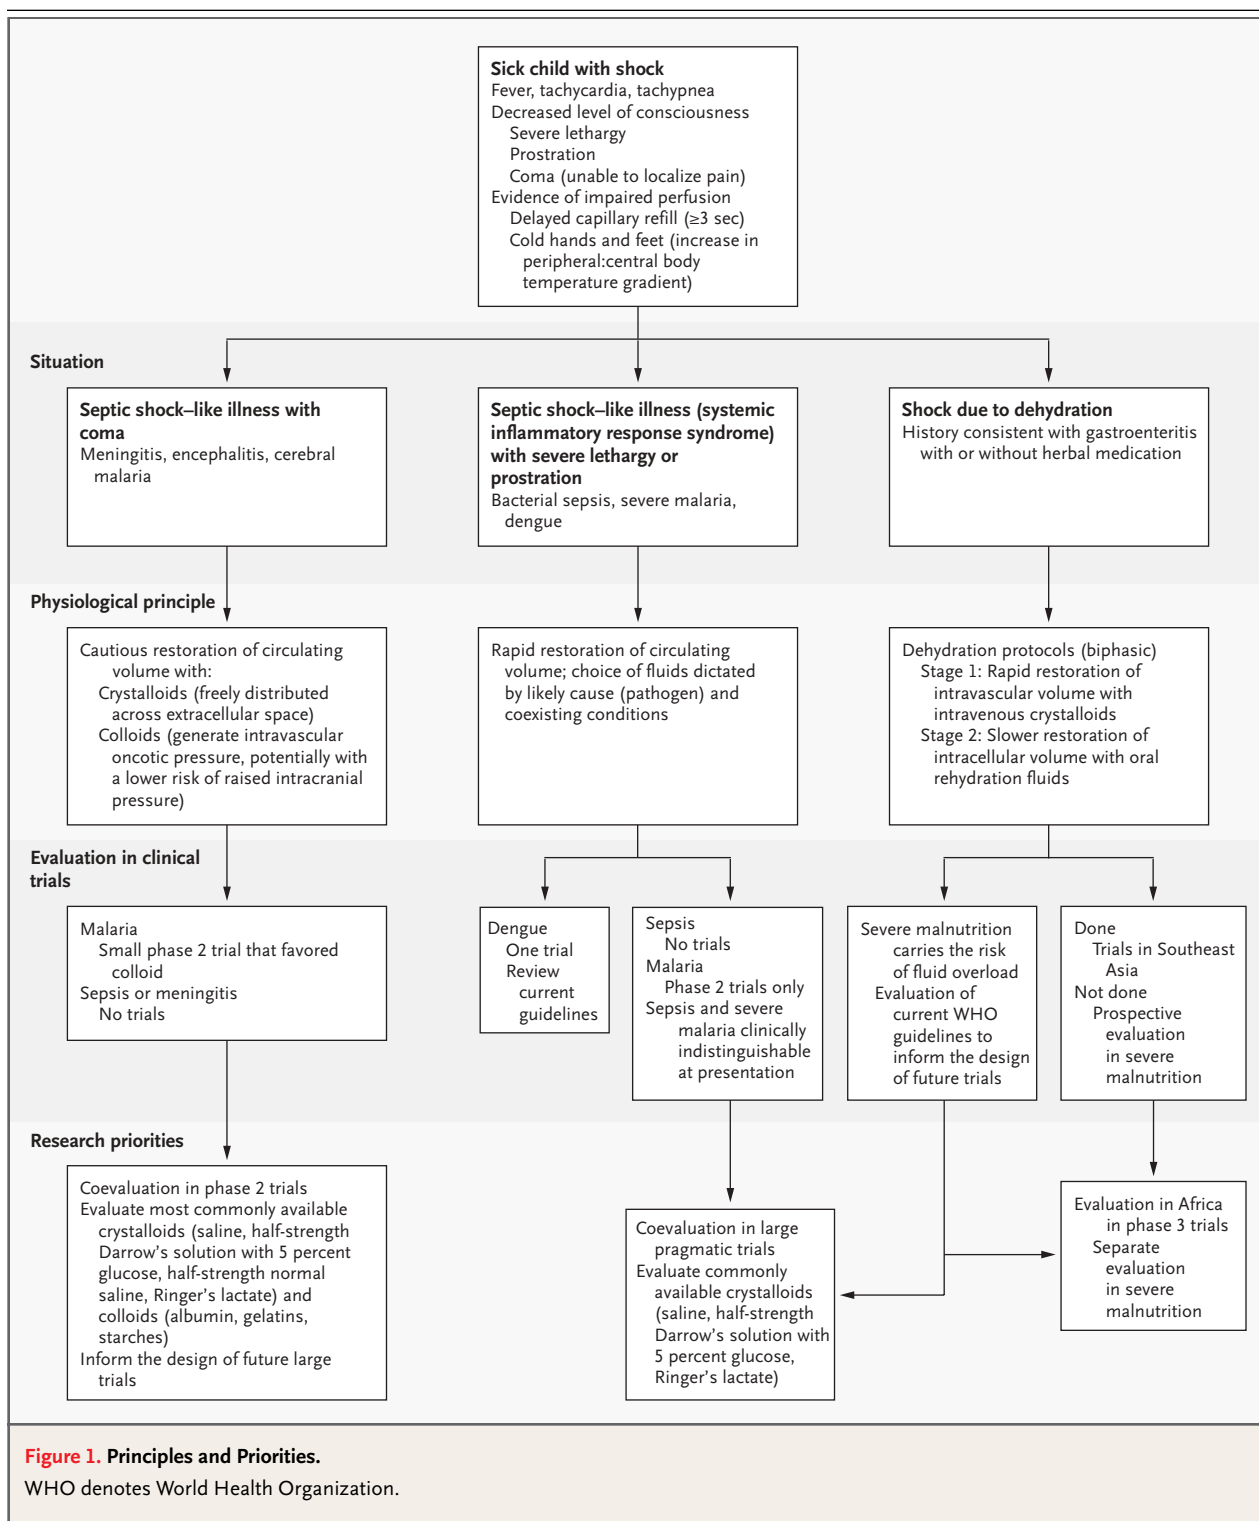 Sick child with shock
Fever, tachycardia, tachypnea
Decreased level of consciousness
Severe lethargy
Prostration
Coma (unable to localize pain)
Evidence of impaired perfusion
Delayed capillary refill (≥3 sec)
Cold hands and feet (increase in
peripheral:central body
temperature gradient)
Situation
Septic shock–like illness with
coma
Meningitis, encephalitis, cerebral
malaria
Septic shock–like illness (systemic
inflammatory response syndrome)
with severe lethargy or
prostration
Bacterial sepsis, severe malaria,
dengue
Shock due to dehydration
History consistent with gastroenteritis
with or without herbal medication
Physiological principle
Cautious restoration of circulating
volume with:
Crystalloids (freely distributed
across extracellular space)
Colloids (generate intravascular
oncotic pressure, potentially with
a lower risk of raised intracranial
pressure)
Rapid restoration of circulating
volume; choice of fluids dictated
by likely cause (pathogen) and
coexisting conditions
Dehydration protocols (biphasic)
Stage 1: Rapid restoration of
intravascular volume with
intravenous crystalloids
Stage 2: Slower restoration of
intracellular volume with oral
rehydration fluids
Evaluation in clinical
trials
Malaria
Small phase 2 trial that favored
colloid
Sepsis or meningitis
No trials
Dengue
One trial
Review
current
guidelines
Sepsis
No trials
Malaria
Phase 2 trials only
Sepsis and severe
malaria clinically
indistinguishable
at presentation
Severe malnutrition
carries the risk
of fluid overload
Evaluation of
current WHO
guidelines to
inform the design
of future trials
Done
Trials in Southeast
Asia
Not done
Prospective
evaluation
in severe
malnutrition
Research priorities
Coevaluation in phase 2 trials
Evaluate most commonly available
crystalloids (saline, half-strength
Darrow's solution with 5 percent
glucose, half-strength normal
saline, Ringer's lactate) and
colloids (albumin, gelatins,
starches)
Inform the design of future large
trials
Coevaluation in large
pragmatic trials
Evaluate commonly
available crystalloids
(saline, half-strength
Darrow's solution with
5 percent glucose,
Ringer's lactate)
Evaluation in Africa
in phase 3 trials
Separate
evaluation
in severe
malnutrition
Figure 1. Principles and Priorities.
WHO denotes World Health Organization.